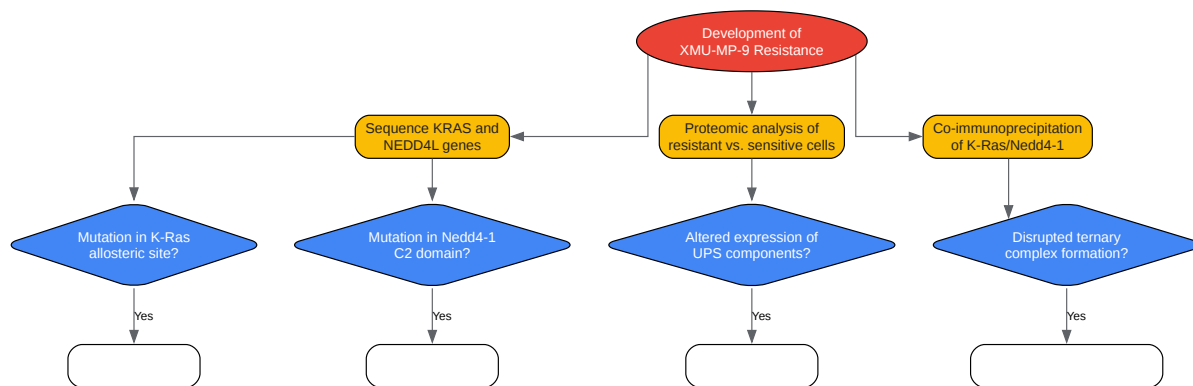 Development of
XMU-MP-9 Resistance
Sequence KRAS and
NEDD4L genes
Proteomic analysis of
resistant vs. sensitive cells
Co-immunoprecipitation
of K-Ras/Nedd4-1
Mutation in K-Ras
allosteric site?
Mutation in Nedd4-1
C2 domain?
Altered expression of
UPS components?
Disrupted ternary
complex formation?
Yes
Yes
Yes
Yes